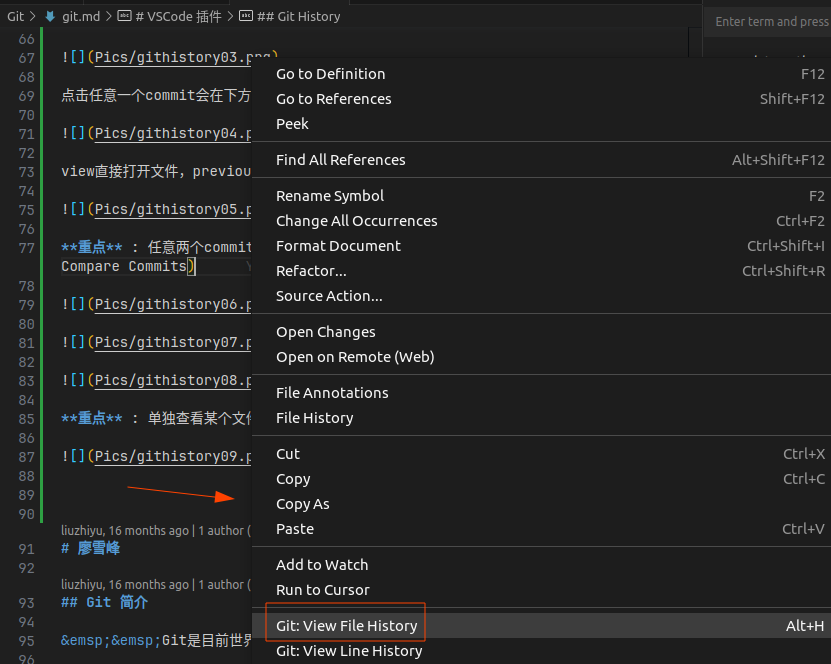 Git > git.md > # VSCode 插件 > ## Git History
Enter term and press
66
67 ![](Pics/githistory03.png)
68
69 点击任意一个commit会在下方
70
71 ![](Pics/githistory04.p
72
73 view直接打开文件，previou
74
75 ![](Pics/githistory05.p
76
77 **重点** : 任意两个commit
Compare Commits)
78
79 ![](Pics/githistory06.p
80
81 ![](Pics/githistory07.p
82
83 ![](Pics/githistory08.p
84
85 **重点** : 单独查看某个文件
86
87 ![](Pics/githistory09.p
88
89
90
liuzhiyu, 16 months ago | 1 author (
91 # 廖雪峰
92
liuzhiyu, 16 months ago | 1 author (
93 ## Git 简介
94
95 &emsp;&emsp;Git是目前世界
96
Go to Definition F12
Go to References Shift+F12
Peek
Find All References Alt+Shift+F12
Rename Symbol F2
Change All Occurrences Ctrl+F2
Format Document Ctrl+Shift+I
Refactor... Ctrl+Shift+R
Source Action...
Open Changes
Open on Remote (Web)
File Annotations
File History
Cut Ctrl+X
Copy Ctrl+C
Copy As
Paste Ctrl+V
Add to Watch
Run to Cursor
Git: View File History Alt+H
Git: View Line History